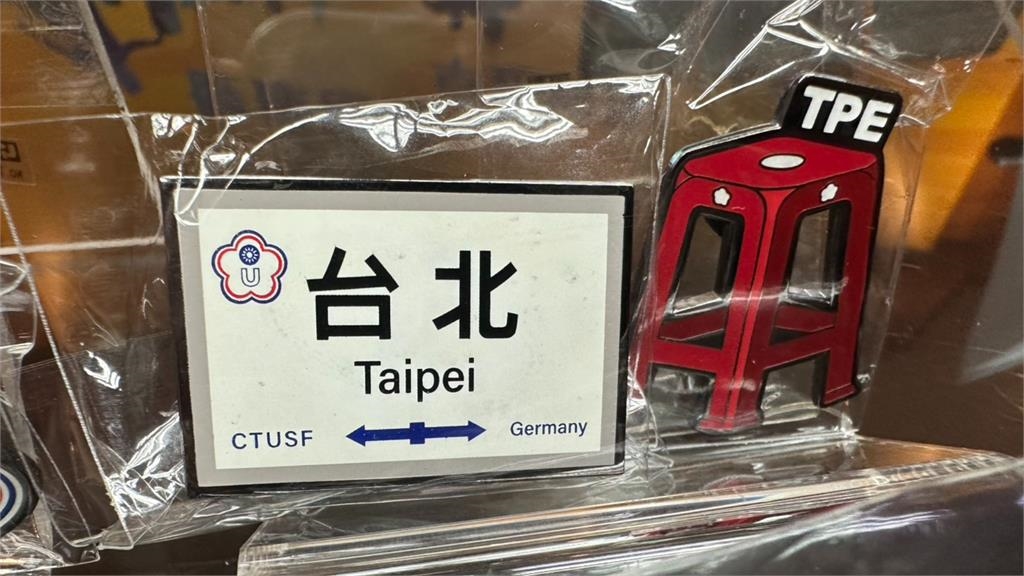 台北
Taipei
CTUSF
Germany
U
TPE